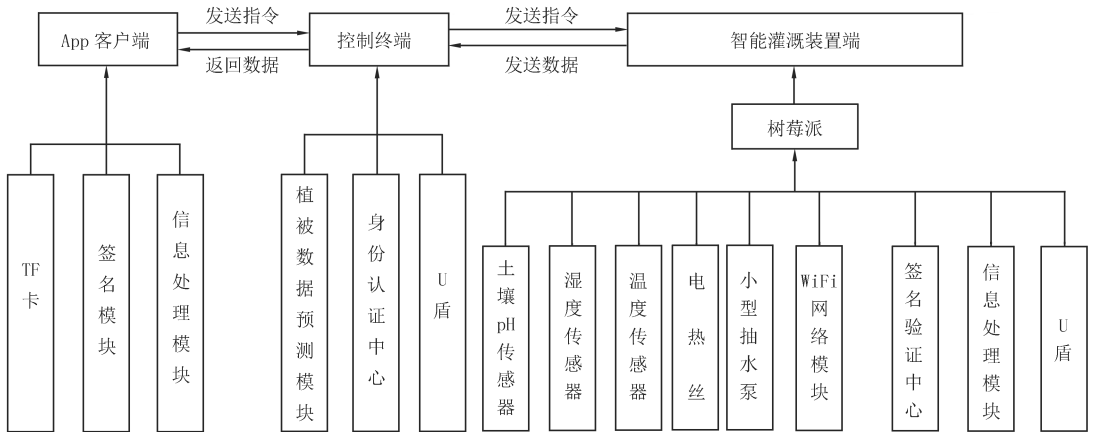 发送指令
发送指令
App 客户端
控制终端
智能灌溉装置端
返回数据
发送数据
树莓派
TF卡
签名模块
信息处理模块
植被数据预测模块
身份认证中心
U盾
土壤pH传感器
湿度传感器
温度传感器
电热丝
小型抽水泵
WiFi网络模块
签名验证中心
信息处理模块
U盾